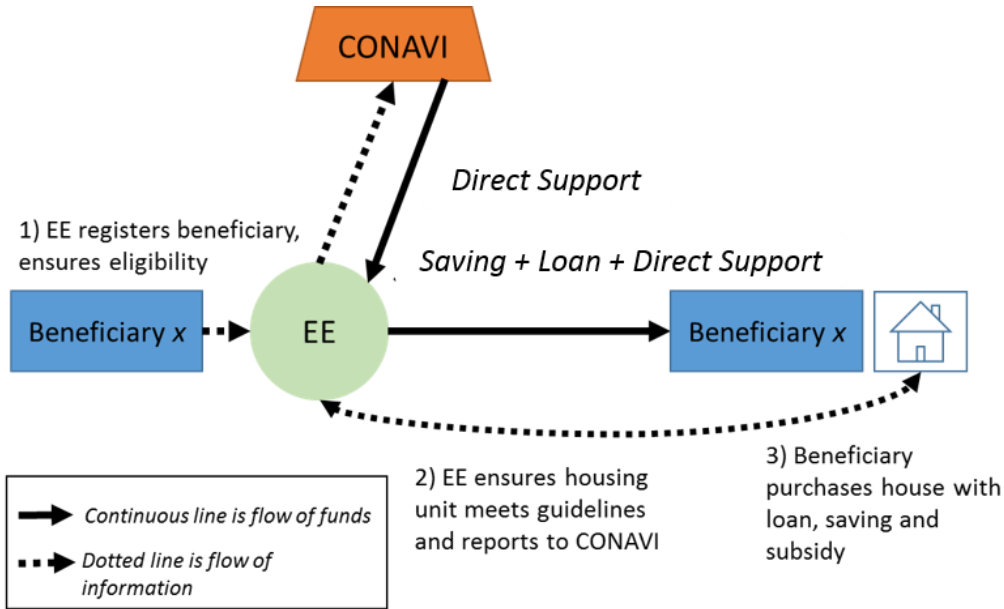 CONAVI
Direct Support
1) EE registers beneficiary,
ensures eligibility
Saving + Loan + Direct Support
Beneficiary x
EE
Beneficiary x
2) EE ensures housing
unit meets guidelines
and reports to CONAVI
3) Beneficiary
purchases house with
loan, saving and
subsidy
Continuous line is flow of funds
Dotted line is flow of
information